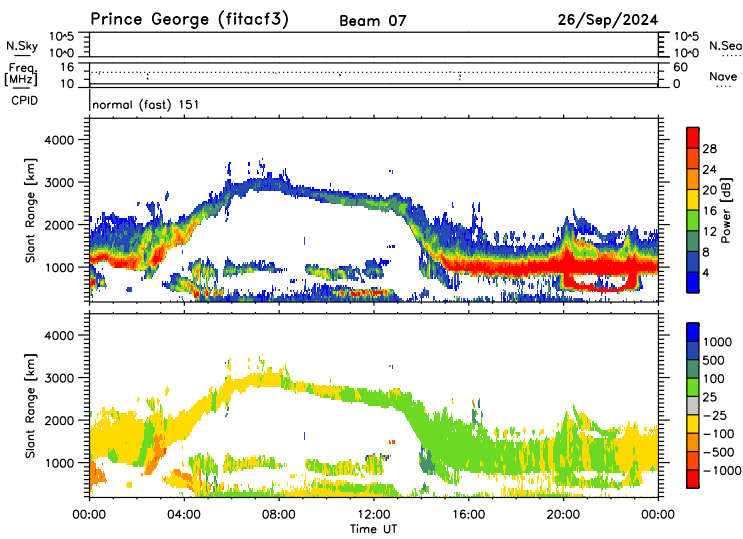 Prince George (fitacf3) Beam 07 26/Sep/2024
N.Sky 10^5 10^0 10^5 10^0 N.Sea
Freq. [MHz] 16 10 60 0 Nave
CPID normal (fast) 151
Slant Range [km] 4000 3000 2000 1000
28 24 20 16 12 8 4 Power [dB]
Slant Range [km] 4000 3000 2000 1000
1000 500 100 25 -25 -100 -500 -1000
00:00 04:00 08:00 12:00 16:00 20:00 00:00
Time UT